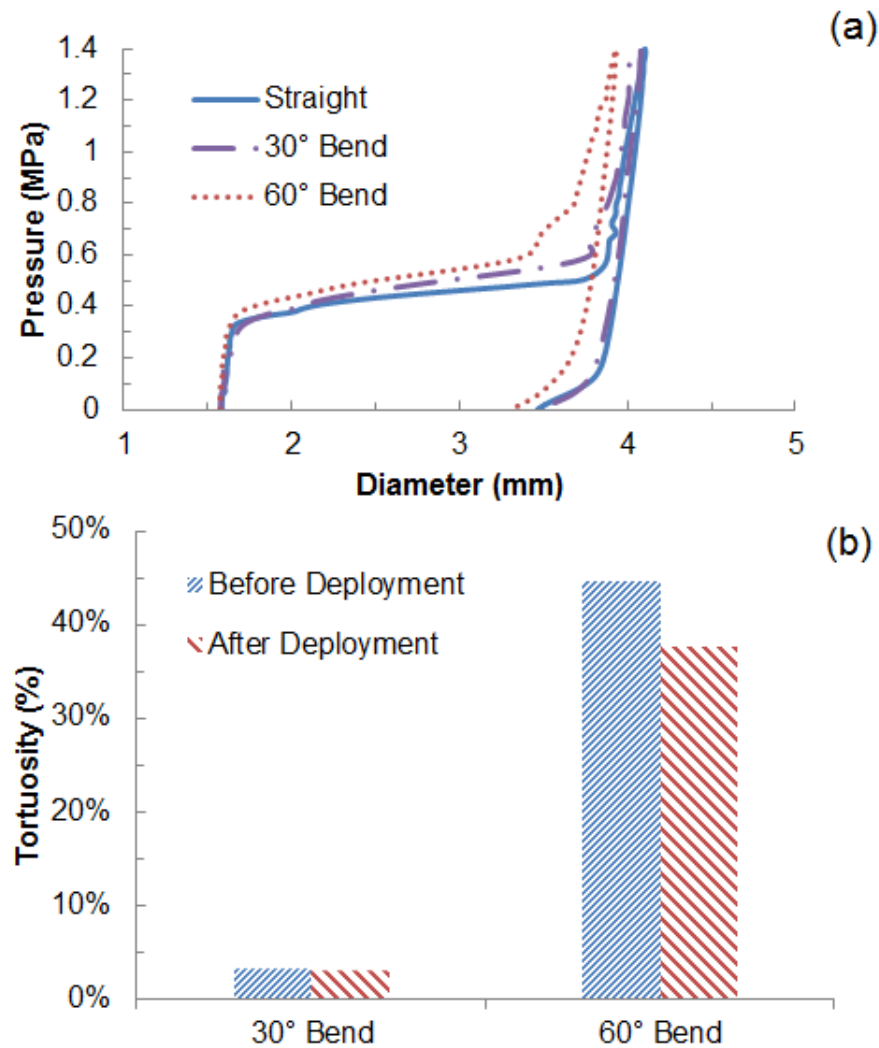 (a)
1.4
1.2
1
0.8
0.6
0.4
0.2
0
Pressure (MPa)
Straight
30° Bend
60° Bend
1 2 3 4 5
Diameter (mm)
(b)
50%
40%
30%
20%
10%
0%
Tortuosity (%)
Before Deployment
After Deployment
30° Bend 60° Bend